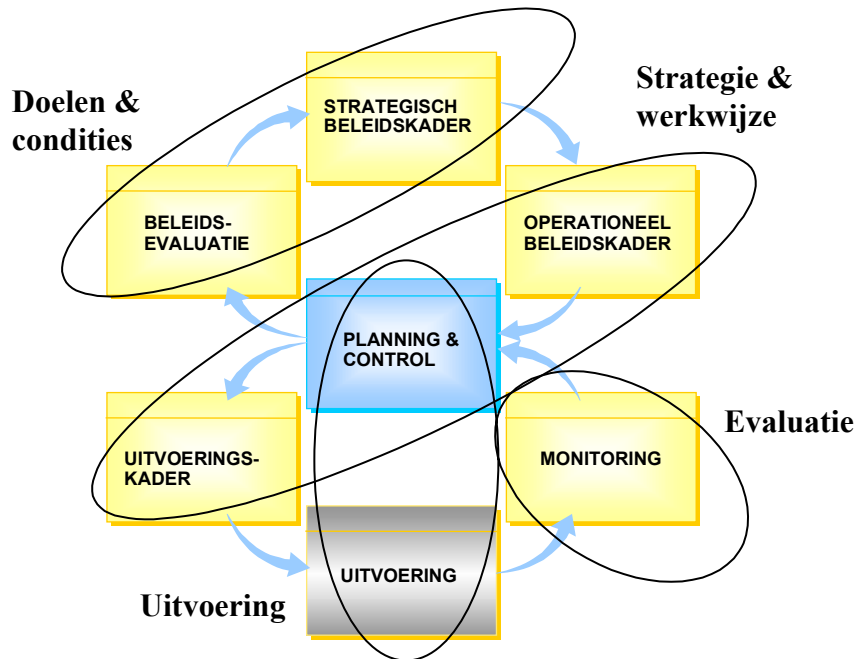 Doelen &
condities
STRATEGISCH
BELEIDSKADER
Strategie &
werkwijze
BELEIDS-
EVALUATIE
OPERATIONEEL
BELEIDSKADER
PLANNING &
CONTROL
UITVOERINGS-
KADER
MONITORING
Evaluatie
UITVOERING
Uitvoering